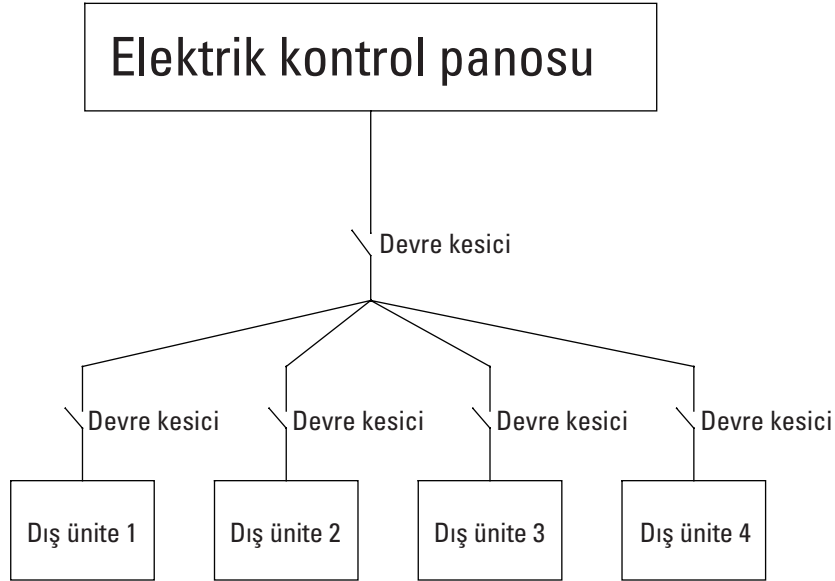 Elektrik kontrol panosu
Devre kesici
Devre kesici
Devre kesici
Devre kesici
Devre kesici
Dış ünite 1
Dış ünite 2
Dış ünite 3
Dış ünite 4